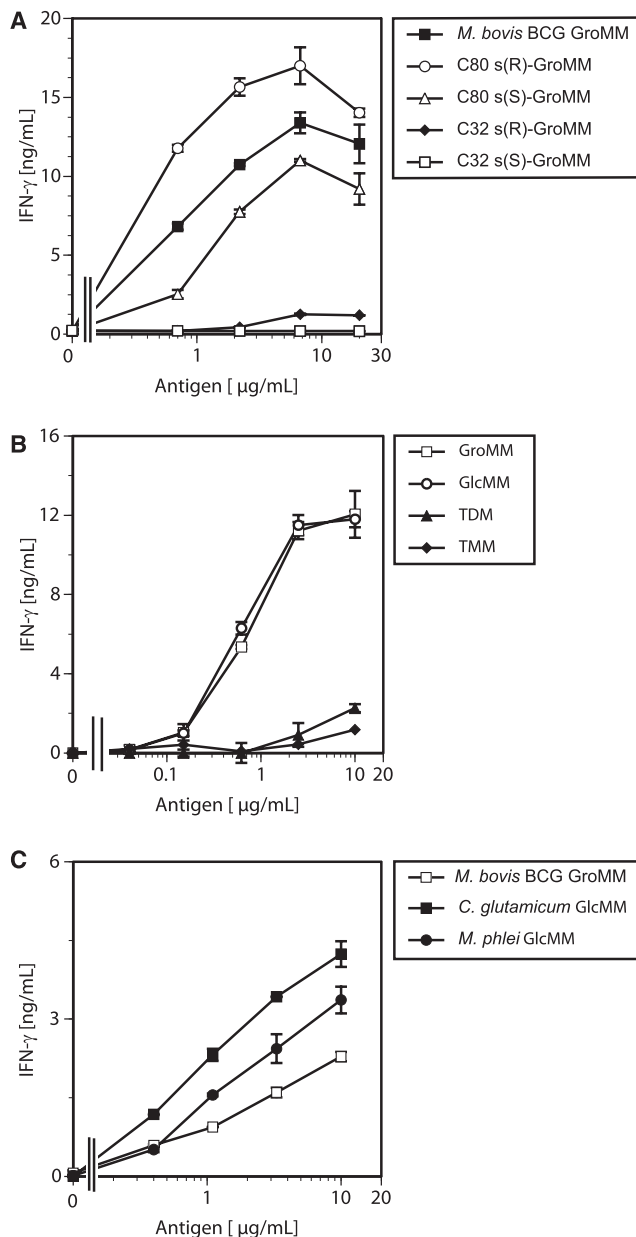 A
20
15
10
5
0
IFN-γ [ng/mL]
0
1
10
30
Antigen [ µg/mL]
M. bovis BCG GroMM
C80 s(R)-GroMM
C80 s(S)-GroMM
C32 s(R)-GroMM
C32 s(S)-GroMM
B
16
12
8
4
0
IFN-γ [ng/mL]
0
0.1
1
10
20
Antigen [ µg/mL]
GroMM
GlcMM
TDM
TMM
C
6
3
0
IFN-γ [ng/mL]
0
1
10
20
Antigen [ µg/mL]
M. bovis BCG GroMM
C. glutamicum GlcMM
M. phlei GlcMM